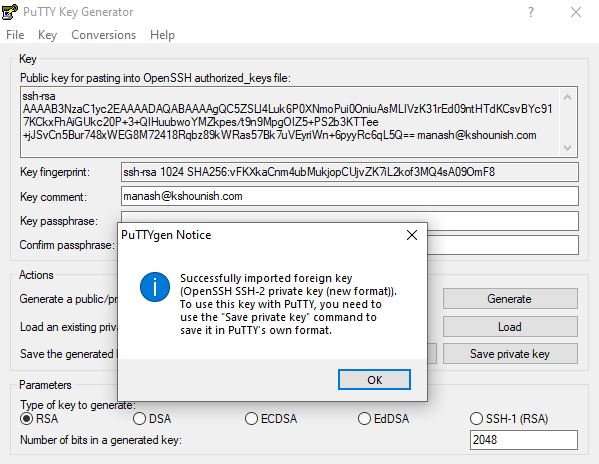 PuTTY Key Generator
File Key Conversions Help
Key
Public key for pasting into OpenSSH authorized_keys file:
ssh-rsa
AAAAB3NzaC1yc2EAAAADAQABAAAAgQC5ZSLl4Luk6P0XNmoPui0OniuAsMLIVzK31rEd09ntHTdKCsvBYc91
7KCkxFhAiGUkc20P+3+QIHuubwoYMZkpes/t9n9MpgOIZ5+PS2b3KTTee
+jJSvCn5Bur748xWEG8M72418Rqbz89kWRas57Bk7uVEyriWn+6pyyRc6qL5Q== manash@kshounish.com
Key fingerprint: ssh-rsa 1024 SHA256:vFKXkaCnm4ubMukjopCUjvZK7iL2kof3MQ4sA09OmF8
Key comment: manash@kshounish.com
Key passphrase:
Confirm passphrase:
PuTTYgen Notice
Successfully imported foreign key
(OpenSSH SSH-2 private key (new format)).
To use this key with PuTTY, you need to
use the "Save private key" command to
save it in PuTTY's own format.
OK
Actions
Generate a public/pr Generate
Load an existing priva Load
Save the generated k Save private key
Parameters
Type of key to generate:
RSA DSA ECDSA EdDSA SSH-1 (RSA)
Number of bits in a generated key: 2048